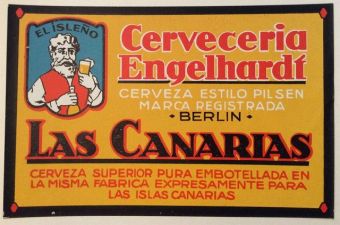 EL ISLEÑO
Cerveceria
Engelhardt
CERVEZA ESTILO PILSEN
MARCA REGISTRADA
• BERLIN •
LAS CANARIAS
CERVEZA SUPERIOR PURA EMBOTELLADA EN
LA MISMA FABRICA EXPRESAMENTE PARA
LAS ISLAS CANARIAS